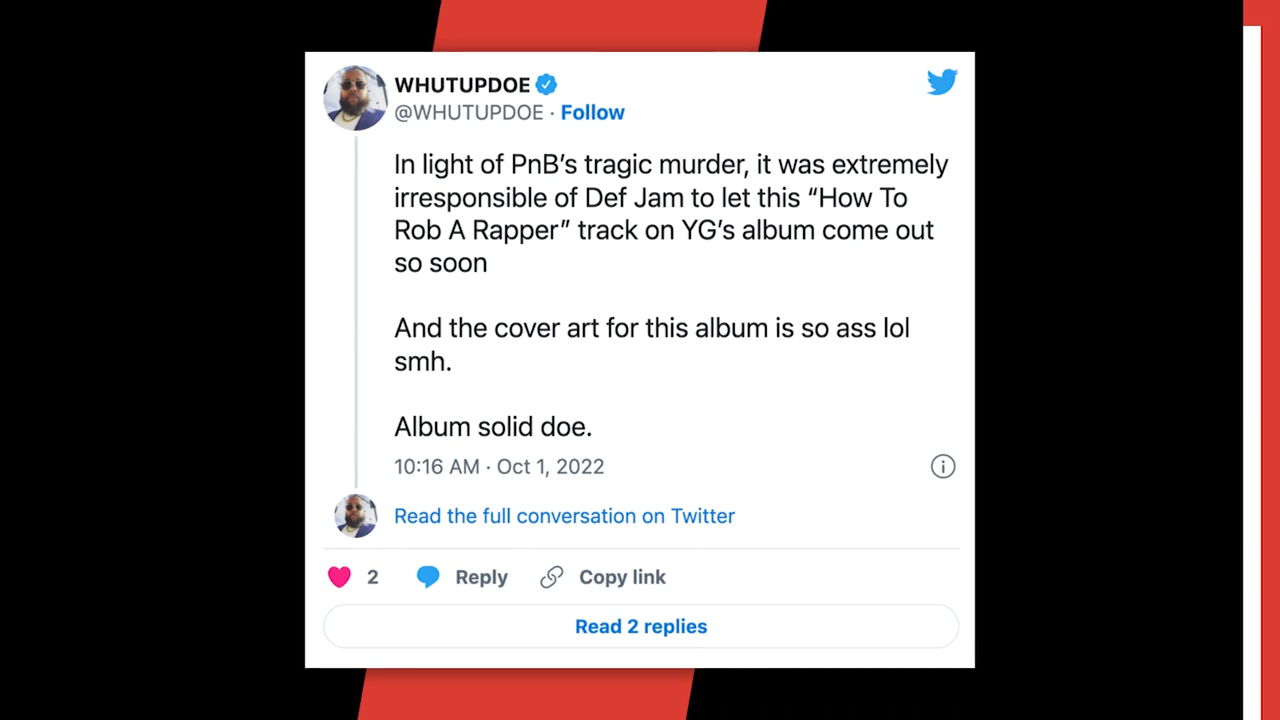 WHUTUPDOE
@WHUTUPDOE · Follow
In light of PnB’s tragic murder, it was extremely
irresponsible of Def Jam to let this “How To
Rob A Rapper” track on YG’s album come out
so soon
And the cover art for this album is so ass lol
smh.
Album solid doe.
10:16 AM · Oct 1, 2022
Read the full conversation on Twitter
2 Reply Copy link
Read 2 replies